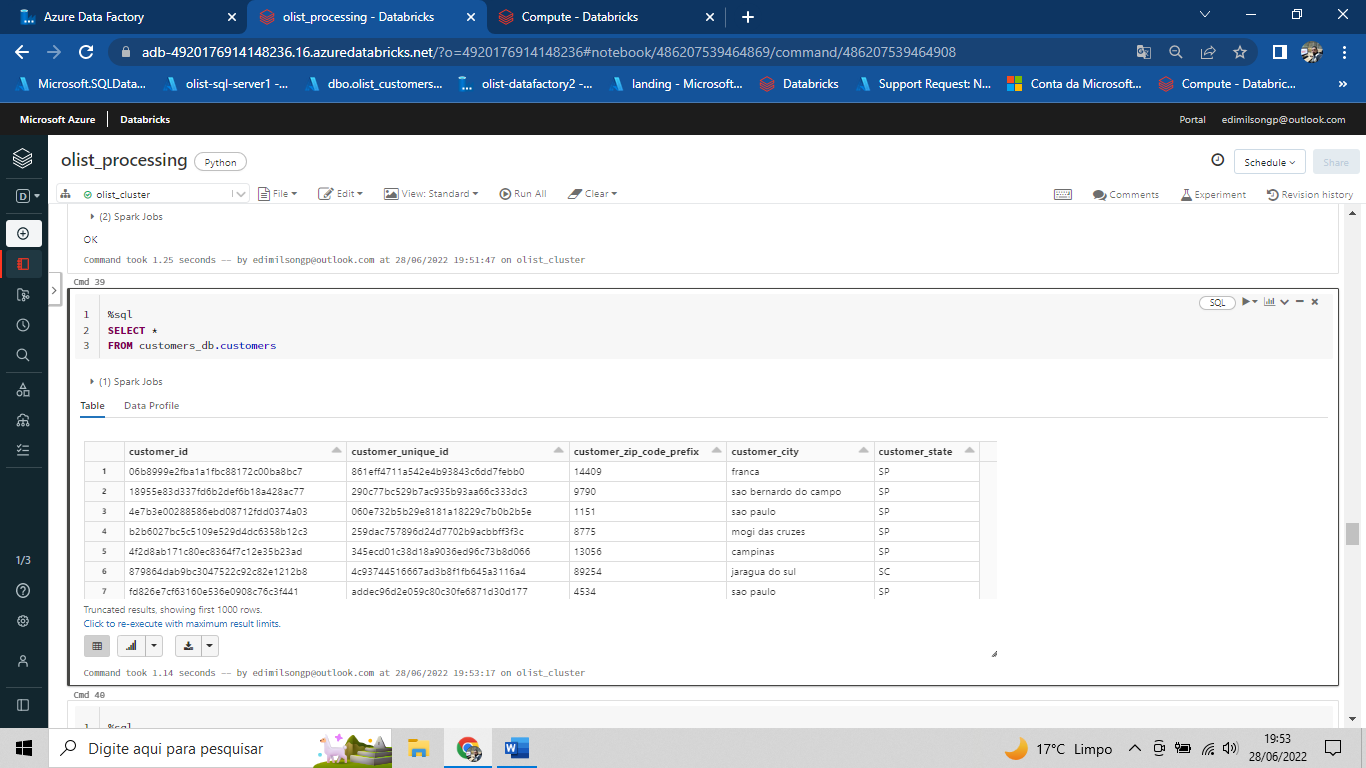 Azure Data Factory
olist_processing - Databricks
Compute - Databricks
adb-4920176914148236.16.azuredatabricks.net/?o=4920176914148236#notebook/486207539464869/command/486207539464908
Microsoft.SQLData...
olist-sql-server1 -...
dbo.olist_customers...
olist-datafactory2 -...
landing - Microsoft...
Databricks
Support Request: N...
Conta da Microsoft...
Compute - Databric...
»
Microsoft Azure
Databricks
Portal
edimilsongp@outlook.com
olist_processing
Python
Schedule
Share
D
olist_cluster
File
Edit
View: Standard
Run All
Clear
Comments
Experiment
Revision history
(2) Spark Jobs
OK
Command took 1.25 seconds -- by edimilsongp@outlook.com at 28/06/2022 19:51:47 on olist_cluster
Cmd 39
SQL
1 %sql
2 SELECT *
3 FROM customers_db.customers
(1) Spark Jobs
Table Data Profile
customer_id customer_unique_id customer_zip_code_prefix customer_city customer_state
1 06b8999e2fba1a1fbc88172c00ba8bc7 861eff4711a542e4b93843c6dd7febb0 14409 franca SP
2 18955e83d337fd6b2def6b18a428ac77 290c77bc529b7ac935b93aa66c333dc3 9790 sao bernardo do campo SP
3 4e7b3e00288586ebd08712fdd0374a03 060e732b5b29e8181a18229c7b0b2b5e 1151 sao paulo SP
4 b2b6027bc5c5109e529d4dc6358b12c3 259dac757896d24d7702b9acbbff3f3c 8775 mogi das cruzes SP
5 4f2d8ab171c80ec8364f7c12e35b23ad 345ecd01c38d18a9036ed96c73b8d066 13056 campinas SP
6 879864dab9bc3047522c92c82e1212b8 4c93744516667ad3b8f1fb645a3116a4 89254 jaragua do sul SC
7 fd826e7cf63160e536e0908c76c3f441 addec96d2e059c80c30fe6871d30d177 4534 sao paulo SP
Truncated results, showing first 1000 rows.
Click to re-execute with maximum result limits.
Command took 1.14 seconds -- by edimilsongp@outlook.com at 28/06/2022 19:53:17 on olist_cluster
Cmd 40
1 %sql
1/3
Digite aqui para pesquisar
17°C Limpo
19:53
28/06/2022